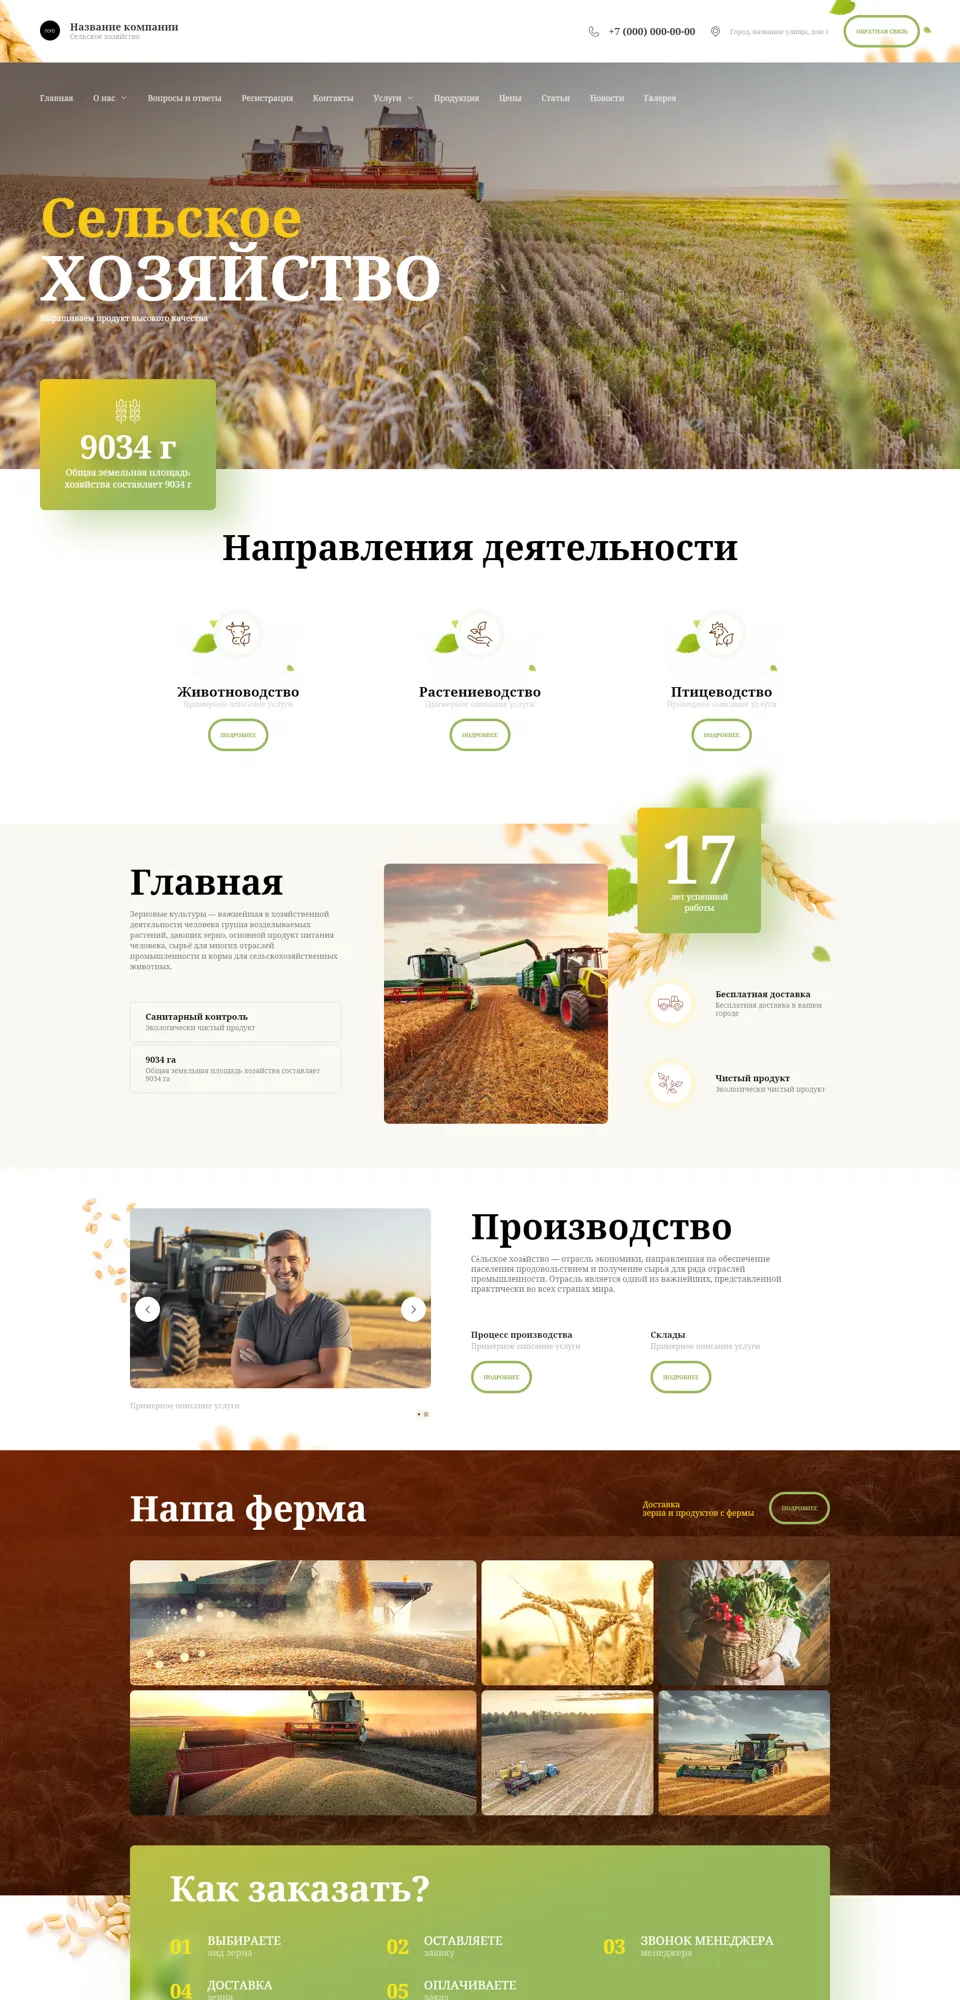 ЛОГО
Название компании
Сельское хозяйство
+7 (000) 000-00-00
Город, название улицы, дом 1
ОБРАТНАЯ СВЯЗЬ
Главная
О нас
Вопросы и ответы
Регистрация
Контакты
Услуги
Продукция
Цены
Статьи
Новости
Галерея
Сельское
ХОЗЯЙСТВО
Выращиваем продукт высокого качества
9034 г
Общая земельная площадь
хозяйства составляет 9034 г
Направления деятельности
Животноводство
Примерное описание услуги
ПОДРОБНЕЕ
Растениеводство
Примерное описание услуги
ПОДРОБНЕЕ
Птицеводство
Примерное описание услуги
ПОДРОБНЕЕ
Главная
Зерновые культуры — важнейшая в хозяйственной
деятельности человека группа возделываемых
растений, дающих зерно, основной продукт питания
человека, сырьё для многих отраслей
промышленности и корма для сельскохозяйственных
животных.
Санитарный контроль
Экологически чистый продукт
9034 га
Общая земельная площадь хозяйства составляет
9034 га
17
лет успешной
работы
Бесплатная доставка
Бесплатная доставка в вашем
городе
Чистый продукт
Экологически чистый продукт
Производство
Се́льское хозя́йство — отрасль экономики, направленная на обеспечение
населения продовольствием и получение сырья для ряда отраслей
промышленности. Отрасль является одной из важнейших, представленной
практически во всех странах мира.
Процесс производства
Примерное описание услуги
ПОДРОБНЕЕ
Склады
Примерное описание услуги
ПОДРОБНЕЕ
Примерное описание услуги
Наша ферма
Доставка
зерна и продуктов с фермы
ПОДРОБНЕЕ
Как заказать?
01
ВЫБИРАЕТЕ
вид зерна
02
ОСТАВЛЯЕТЕ
заявку
03
ЗВОНОК МЕНЕДЖЕРА
менеджера
04
ДОСТАВКА
зерна
05
ОПЛАЧИВАЕТЕ
заказ